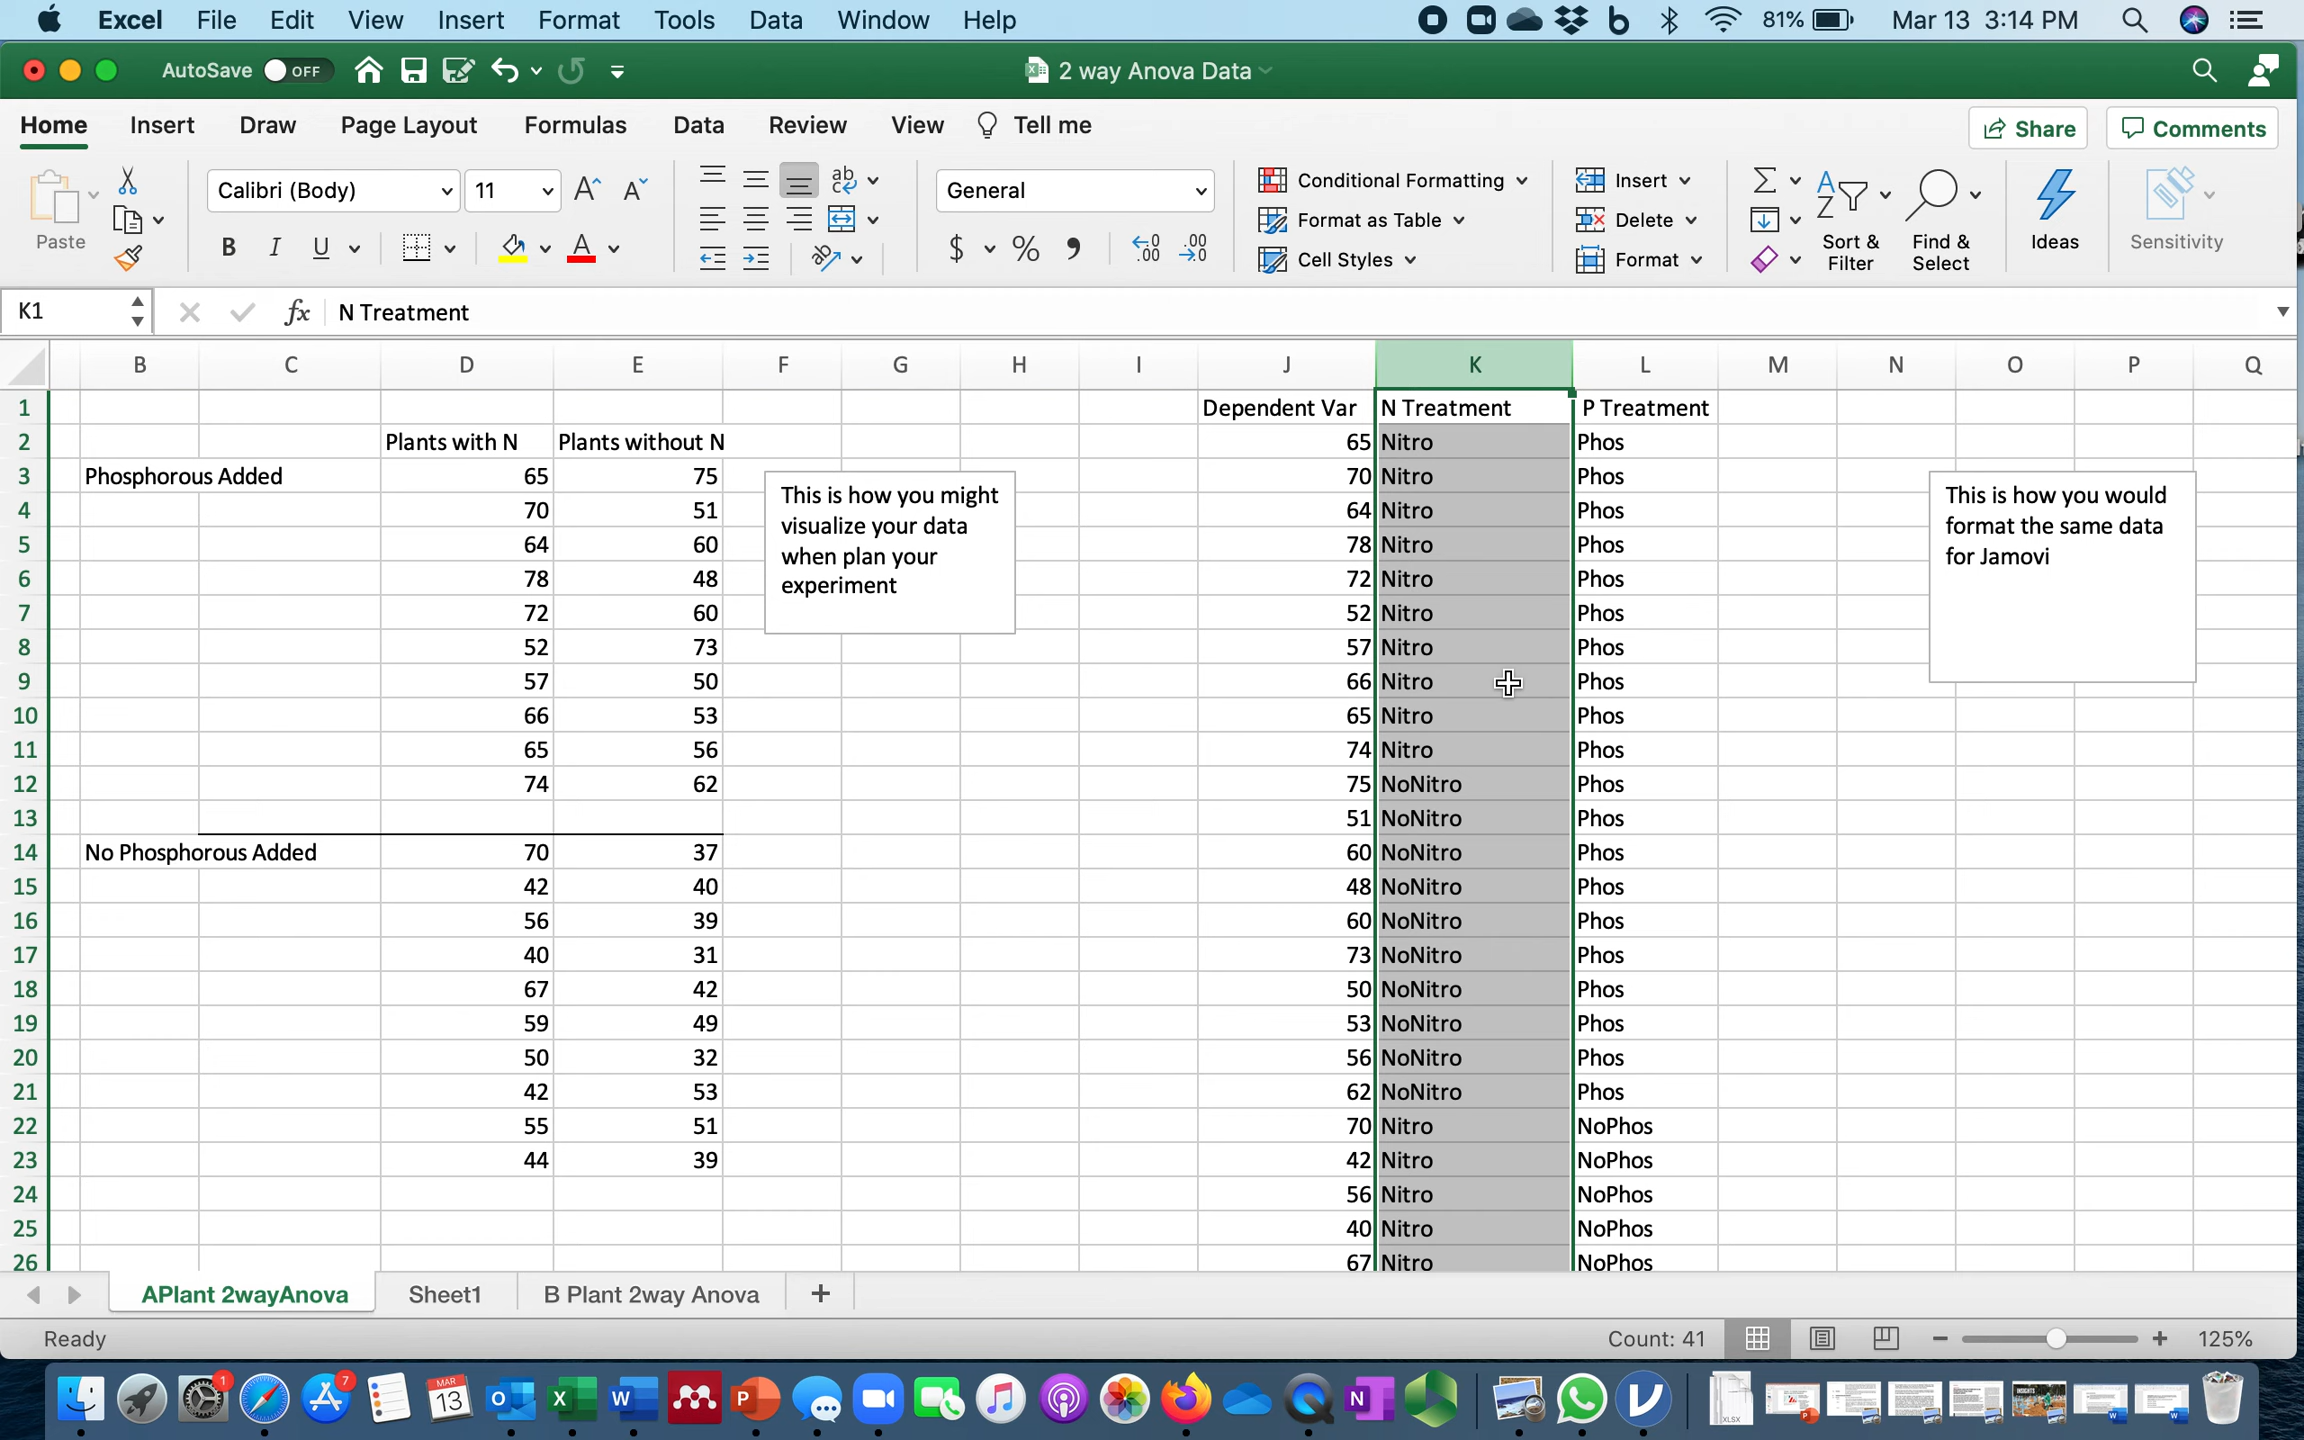 Excel File Edit View Insert Format Tools Data Window Help 81% Mar 13 3:14 PM
AutoSave OFF 2 way Anova Data
Home Insert Draw Page Layout Formulas Data Review View Tell me Share Comments
Paste Calibri (Body) 11 General Conditional Formatting Format as Table Cell Styles Insert Delete Format Sort & Filter Find & Select Ideas Sensitivity
K1 fx N Treatment
B C D E F G H I J K L M N O P Q
1 Dependent Var N Treatment P Treatment
2 Plants with N Plants without N 65 Nitro Phos
3 Phosphorous Added 65 75 70 Nitro Phos
4 70 51 64 Nitro Phos
5 64 60 78 Nitro Phos
6 78 48 72 Nitro Phos
7 72 60 52 Nitro Phos
8 52 73 57 Nitro Phos
9 57 50 66 Nitro Phos
10 66 53 65 Nitro Phos
11 65 56 74 Nitro Phos
12 74 62 75 NoNitro Phos
13 51 NoNitro Phos
14 No Phosphorous Added 70 37 60 NoNitro Phos
15 42 40 48 NoNitro Phos
16 56 39 60 NoNitro Phos
17 40 31 73 NoNitro Phos
18 67 42 50 NoNitro Phos
19 59 49 53 NoNitro Phos
20 50 32 56 NoNitro Phos
21 42 53 62 NoNitro Phos
22 55 51 70 Nitro NoPhos
23 44 39 42 Nitro NoPhos
24 56 Nitro NoPhos
25 40 Nitro NoPhos
26 67 Nitro NoPhos
This is how you might
visualize your data
when plan your
experiment
This is how you would
format the same data
for Jamovi
APlant 2wayAnova Sheet1 B Plant 2way Anova +
Ready Count: 41 125%
1 7 MAR 13
XLSX